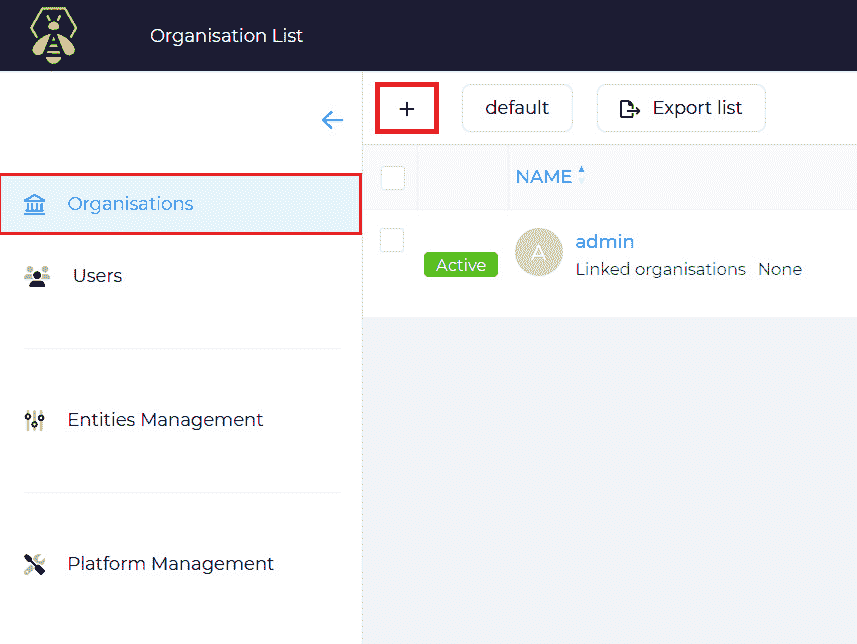 Organisation List
+ default Export list
Organisations
Users
Entities Management
Platform Management
NAME
Active
A
admin
Linked organisations None